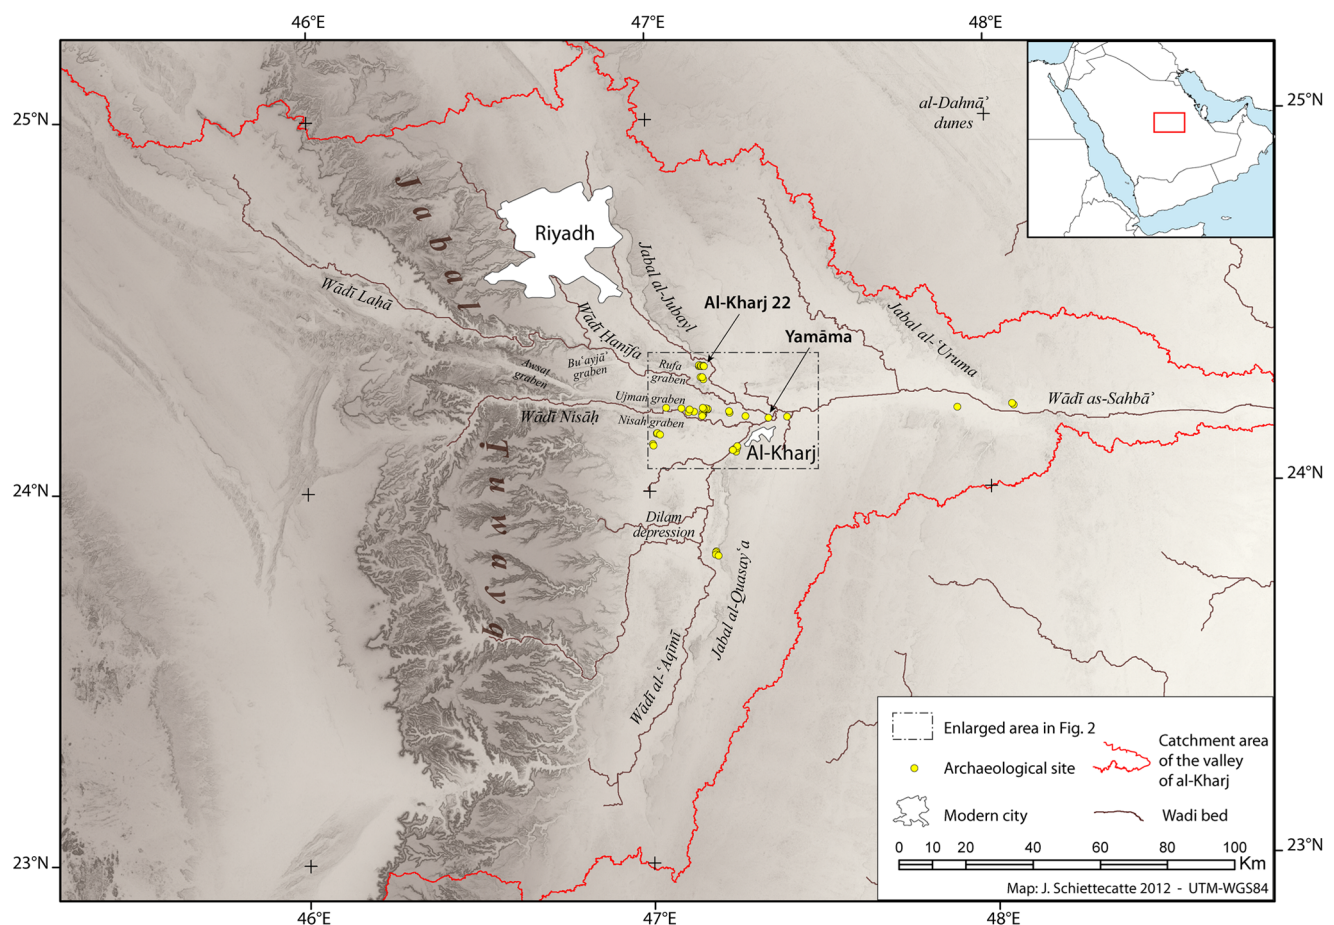 46°E
47°E
48°E
25°N
25°N
al-Dahnā’
dunes
Jabal
Riyadh
Jabal al-Jubayl
Wādī Laḥā
Wādī Ḥanīfa
Al-Kharj 22
Jabal al-‘Uruma
Yamāma
Awsat
graben
Bu‘ayjā’
graben
Rufa
graben
Ujman graben
Wādī as-Sahbā’
Wādī Nisāḥ
Nisah graben
Al-Kharj
Tuwayq
24°N
24°N
Dilam
depression
Jabal al-Quasay‘a
Wādī al-‘Aqīmī
Enlarged area in Fig. 2
Archaeological site
Catchment area
of the valley
of al-Kharj
Modern city
Wadi bed
0 10 20 40 60 80 100 Km
Map: J. Schiettecatte 2012 - UTM-WGS84
23°N
23°N
46°E
47°E
48°E